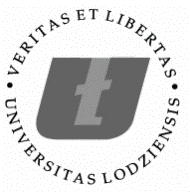 • VERITAS ET LIBERTAS •
UNIVERSITAS LODZIENSIS